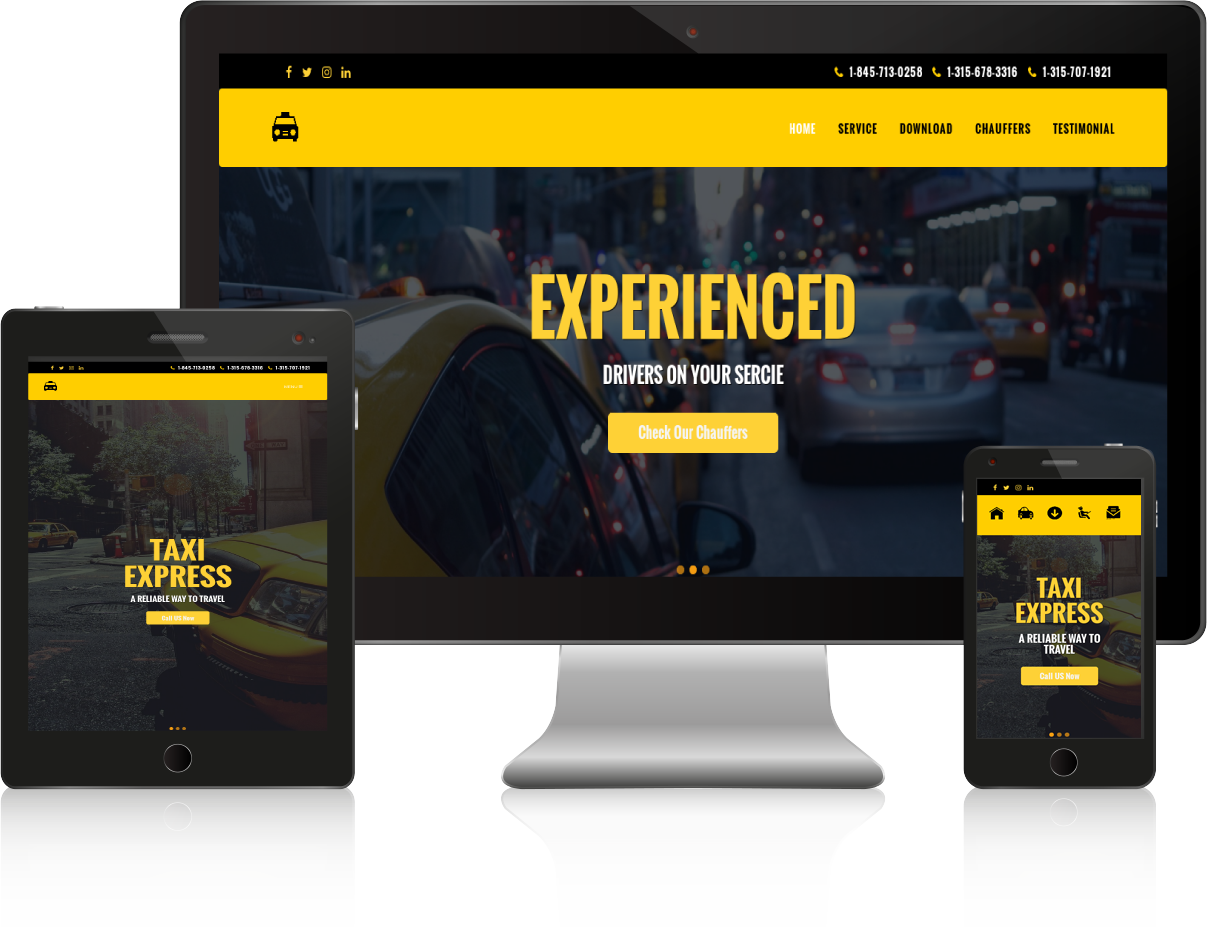 1-845-713-0258 1-315-678-3316 1-315-707-1921
HOME SERVICE DOWNLOAD CHAUFFERS TESTIMONIAL
EXPERIENCED
DRIVERS ON YOUR SERCIE
Check Our Chauffers
1-845-713-0258 1-315-678-3316 1-315-707-1921
TAXI
EXPRESS
A RELIABLE WAY TO TRAVEL
Call US Now
TAXI
EXPRESS
A RELIABLE WAY TO
TRAVEL
Call US Now